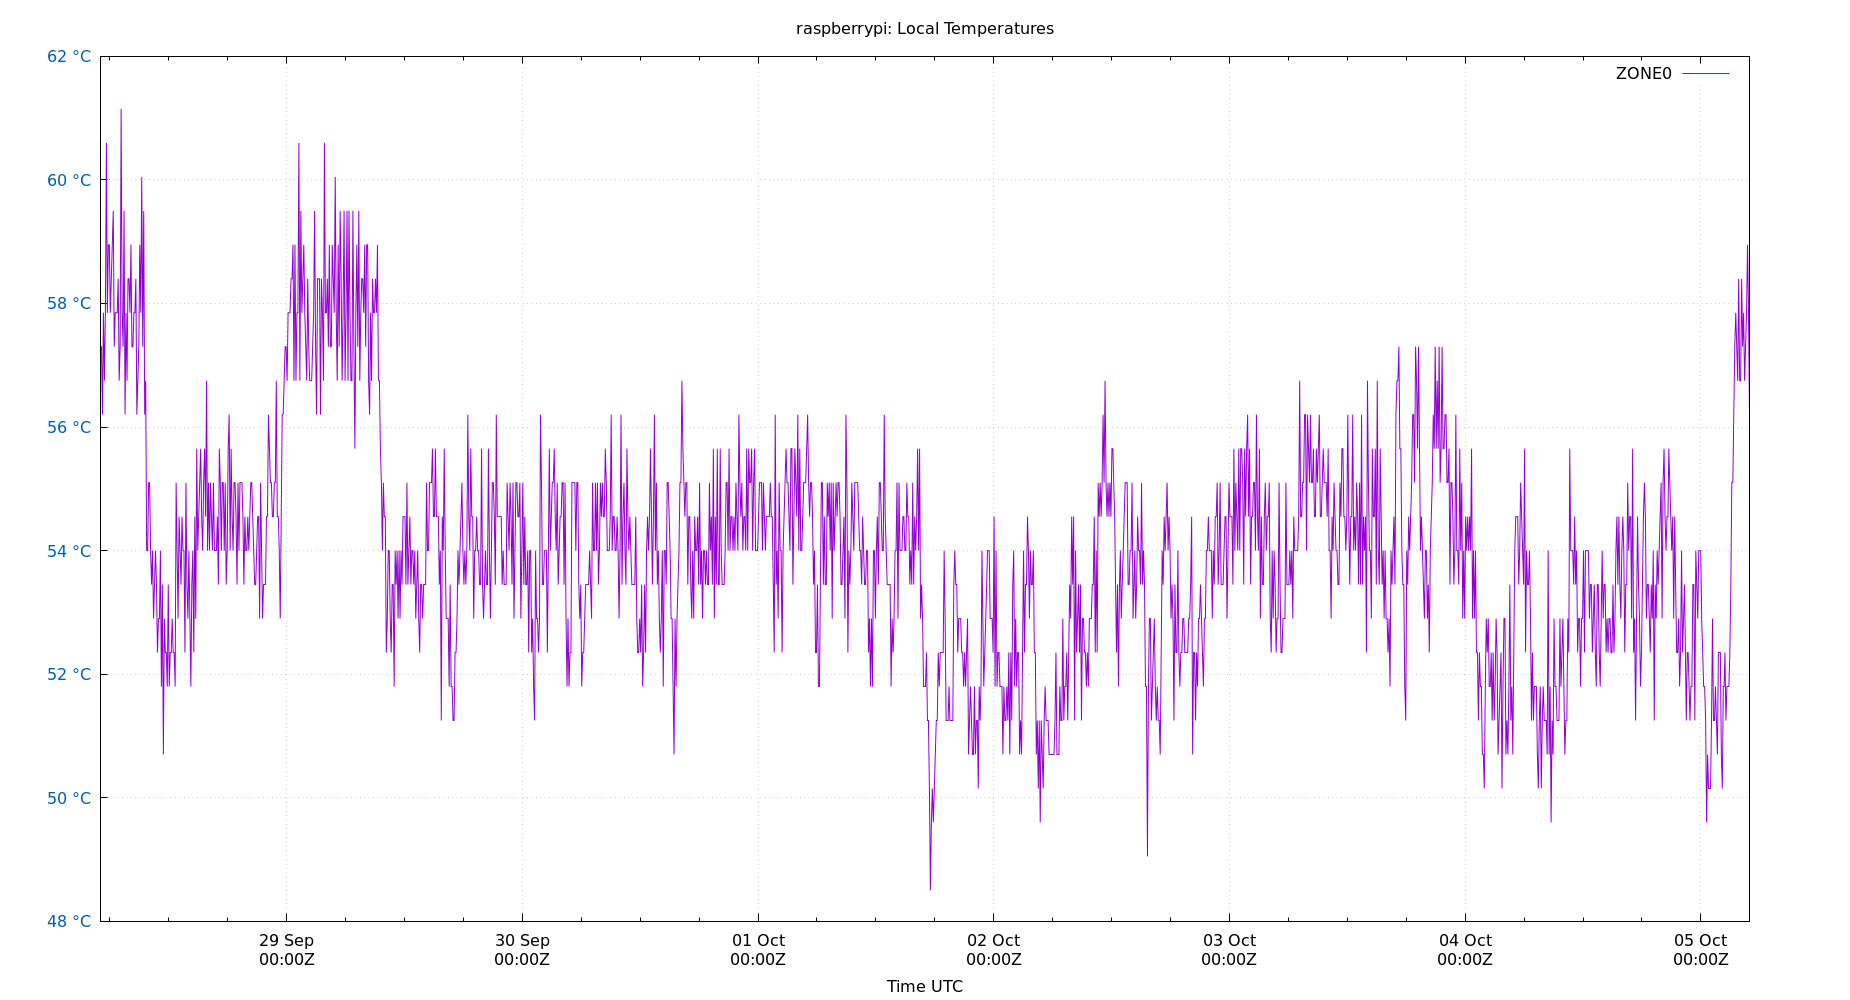 raspberrypi: Local Temperatures
62 °C
ZONE0
60 °C
58 °C
56 °C
54 °C
52 °C
50 °C
48 °C
29 Sep 30 Sep 01 Oct 02 Oct 03 Oct 04 Oct 05 Oct
00:00Z 00:00Z 00:00Z 00:00Z 00:00Z 00:00Z 00:00Z
Time UTC